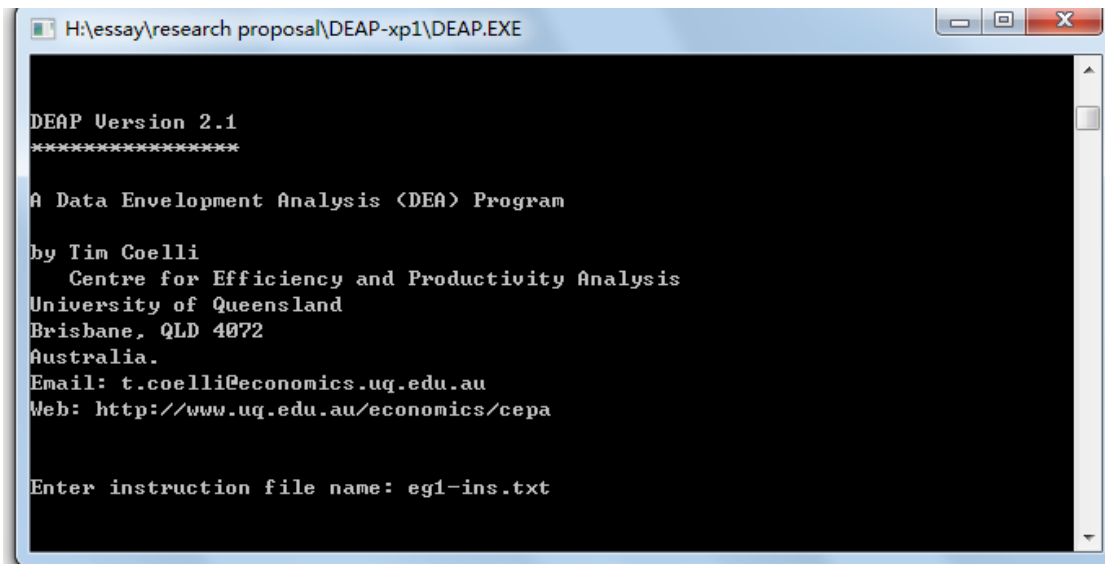 H:\essay\research proposal\DEAP-xp1\DEAP.EXE
DEAP Version 2.1
****************
A Data Envelopment Analysis (DEA) Program
by Tim Coelli
Centre for Efficiency and Productivity Analysis
University of Queensland
Brisbane, QLD 4072
Australia.
Email: t.coelli@economics.uq.edu.au
Web: http://www.uq.edu.au/economics/cepa
Enter instruction file name: eg1-ins.txt